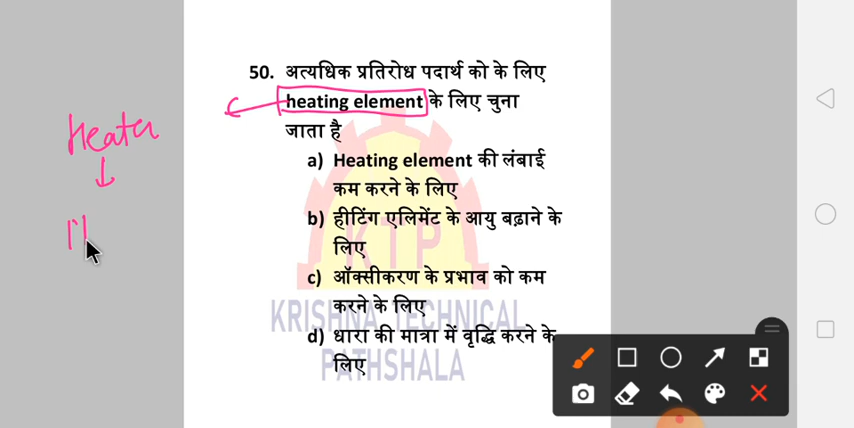 50. अत्यधिक प्रतिरोध पदार्थ को के लिए
heating element के लिए चुना
जाता है
a) Heating element की लंबाई
कम करने के लिए
b) हीटिंग एलिमेंट के आयु बढ़ाने के
लिए
c) ऑक्सीकरण के प्रभाव को कम
करने के लिए
d) धारा की मात्रा में वृद्धि करने के
लिए
Heater
KTP
KRISHNA TECHNICAL
PATHSHALA